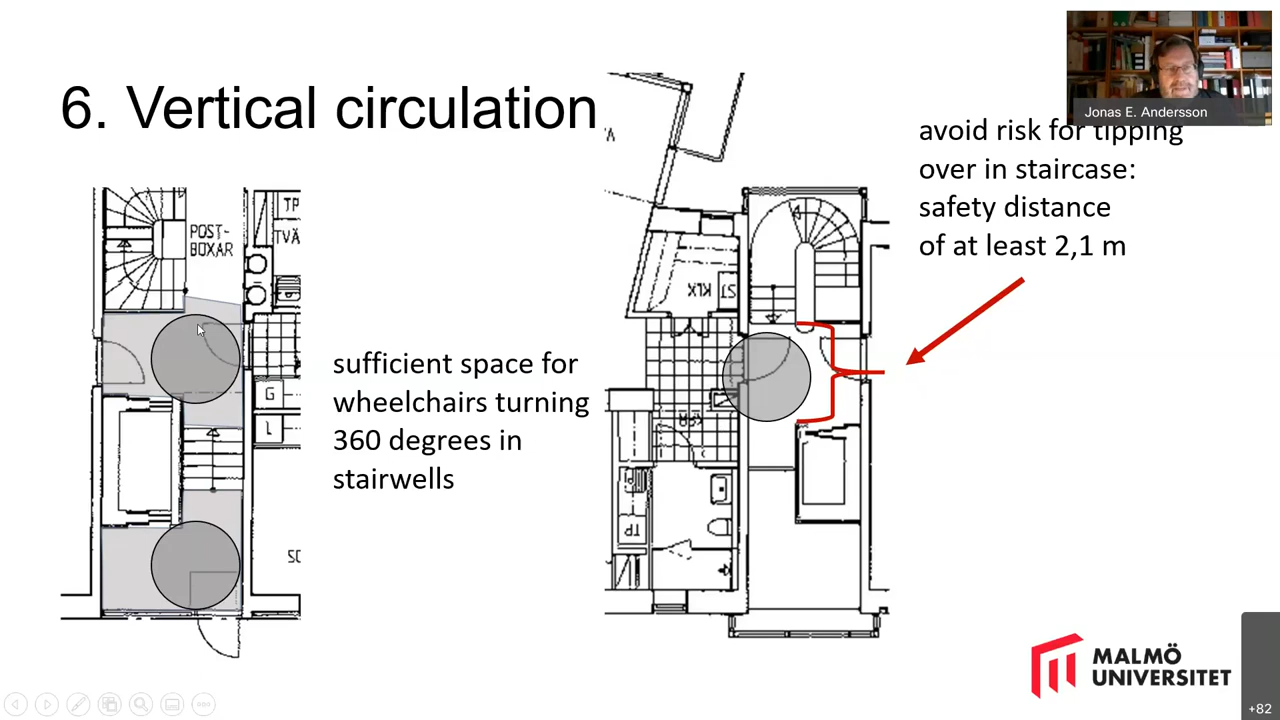 6. Vertical circulation
Jonas E. Andersson
avoid risk for tipping
over in staircase:
safety distance
of at least 2,1 m
POST-
BOXAR
TP
TVÄ
G
L
sufficient space for
wheelchairs turning
360 degrees in
stairwells
ST
KLX
TP
MALMÖ
UNIVERSITET
+82